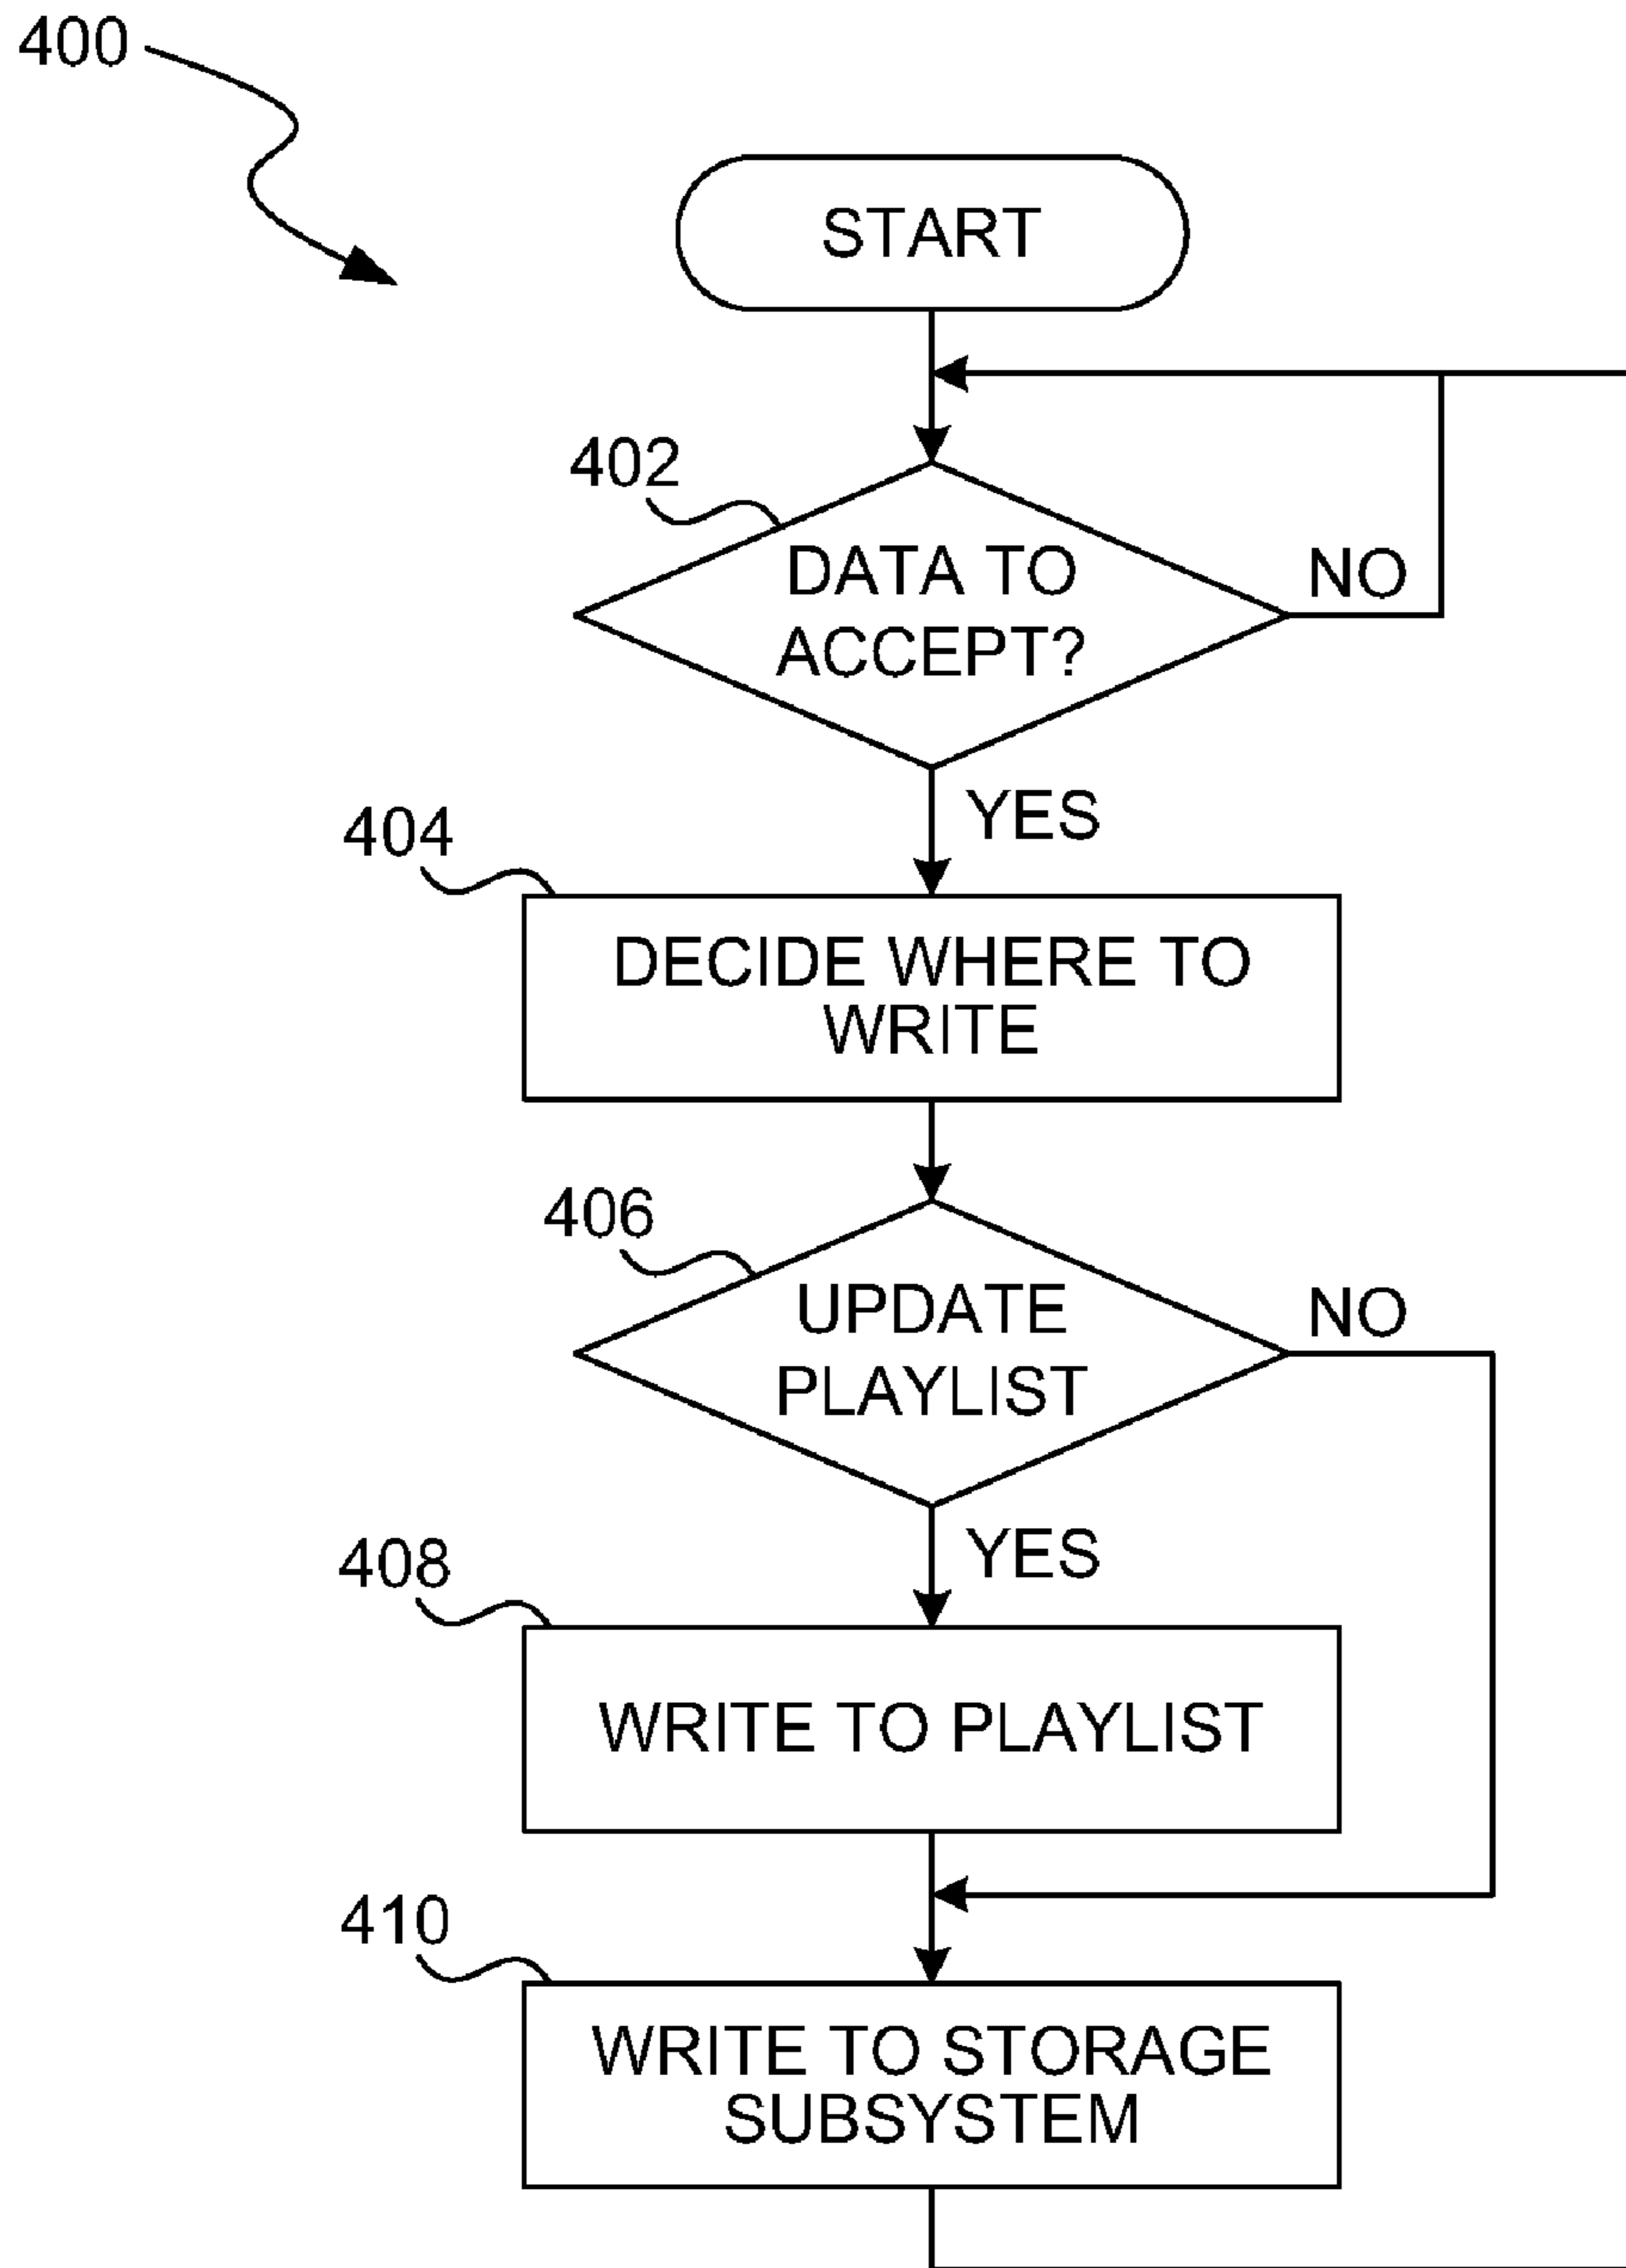 400
START
402
DATA TO
ACCEPT?
NO
YES
404
DECIDE WHERE TO
WRITE
406
UPDATE
PLAYLIST
NO
YES
408
WRITE TO PLAYLIST
410
WRITE TO STORAGE
SUBSYSTEM